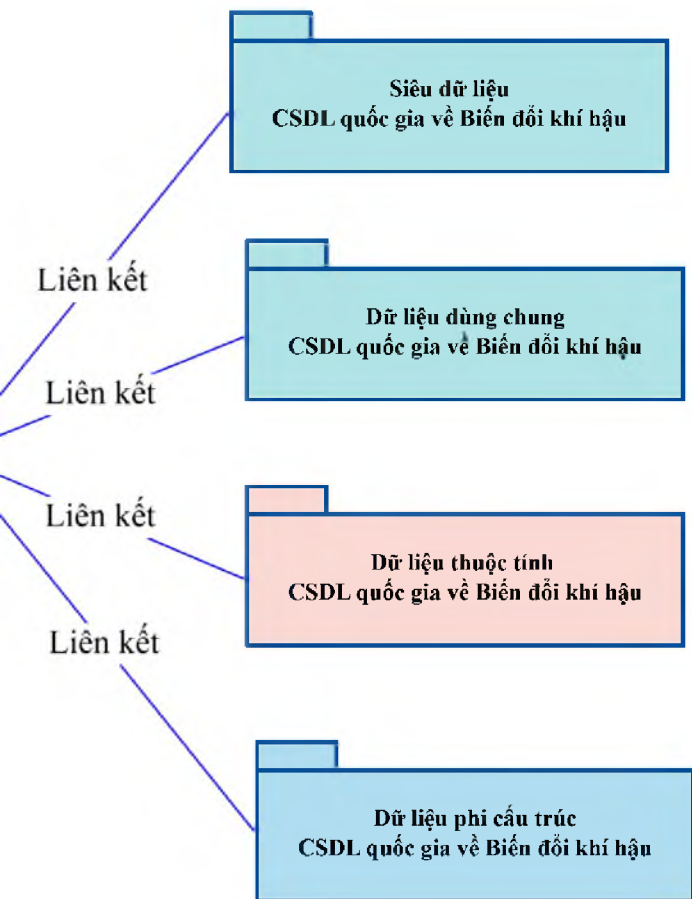 Siêu dữ liệu
CSDL quốc gia về Biến đổi khí hậu
Liên kết
Dữ liệu dùng chung
CSDL quốc gia về Biến đổi khí hậu
Liên kết
Liên kết
Dữ liệu thuộc tính
CSDL quốc gia về Biến đổi khí hậu
Liên kết
Dữ liệu phi cấu trúc
CSDL quốc gia về Biến đổi khí hậu